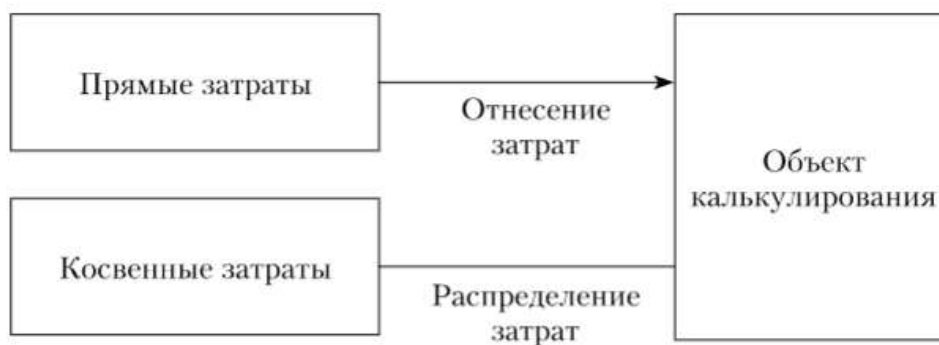 Прямые затраты
Отнесение
затрат
Объект
калькулирования
Косвенные затраты
Распределение
затрат